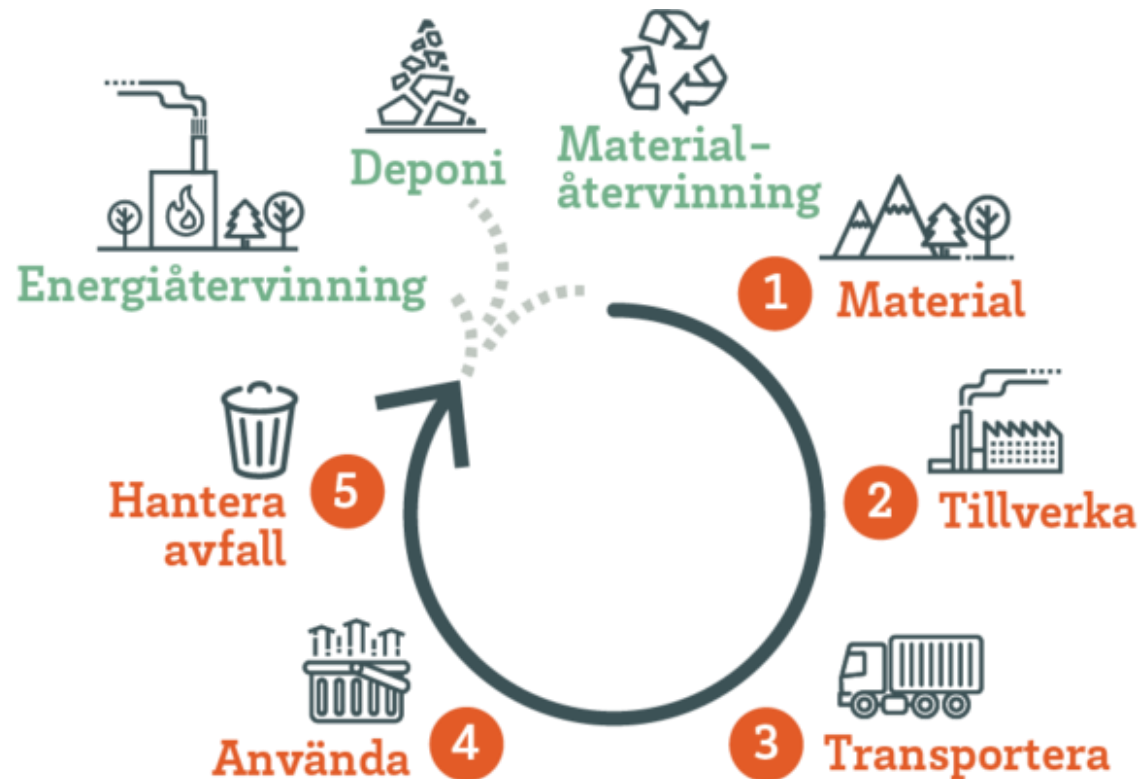 Deponi
Material-
återvinning
Energiåtervinning
1 Material
2 Tillverka
3 Transportera
4 Använda
5 Hantera
avfall